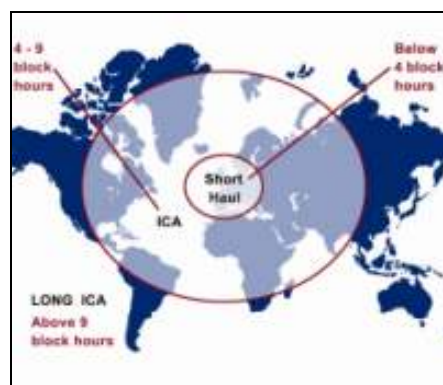 4 - 9
block
hours
Below
4 block
hours
Short
Haul
ICA
LONG ICA
Above 9
block hours